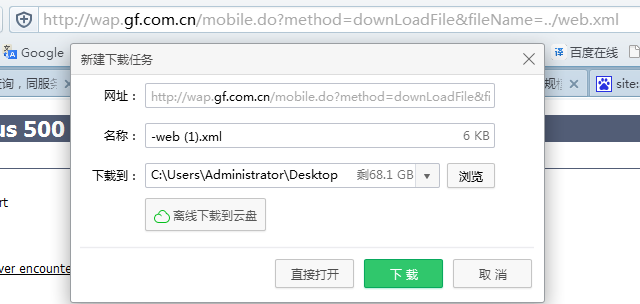 http://wap.gf.com.cn/mobile.do?method=downLoadFile&fileName=../web.xml
Google
百度在线
新建下载任务
查询，同服务
site:
网址：
http://wap.gf.com.cn/mobile.do?method=downLoadFile&fi
us 500
名称：
-web (1).xml
6 KB
下载到：
C:\Users\Administrator\Desktop
剩68.1 GB
浏览
rt
离线下载到云盘
ver encounte
直接打开
下载
取消